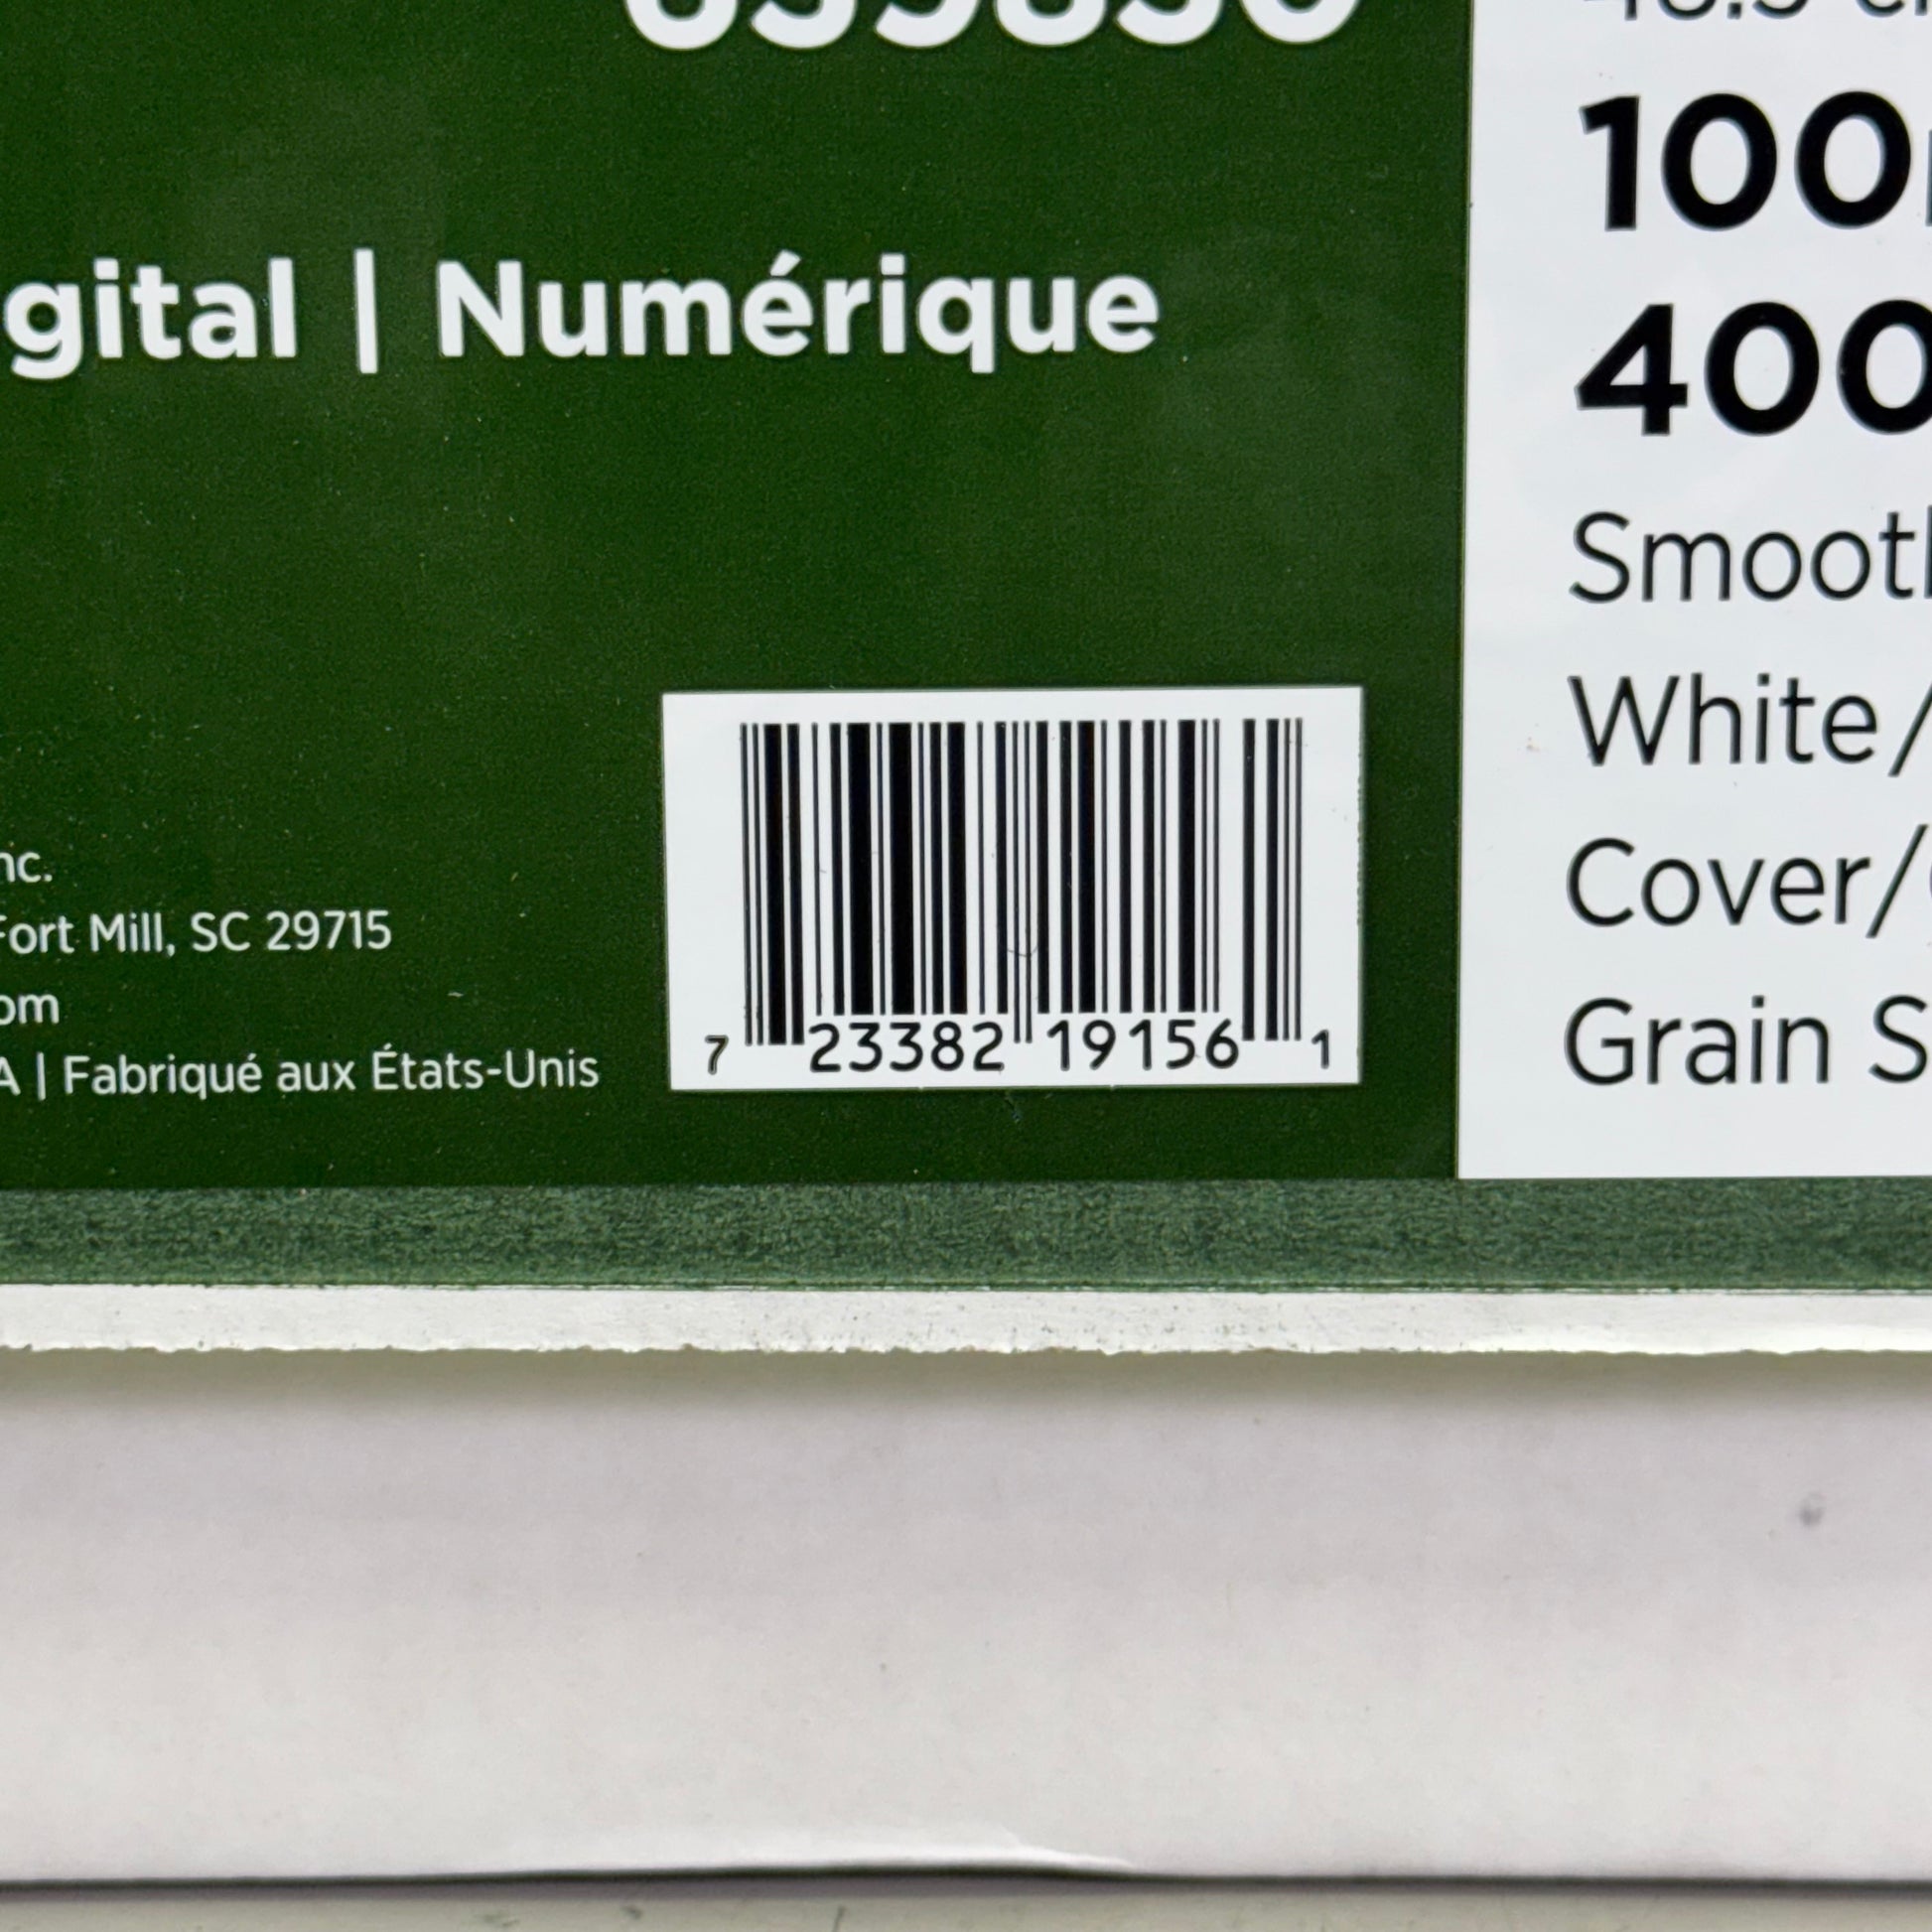 gital | Numérique
nc.
Fort Mill, SC 29715
om
A | Fabriqué aux États-Unis
7 23382 19156 1
100
400
Smooth
White/
Cover/
Grain S